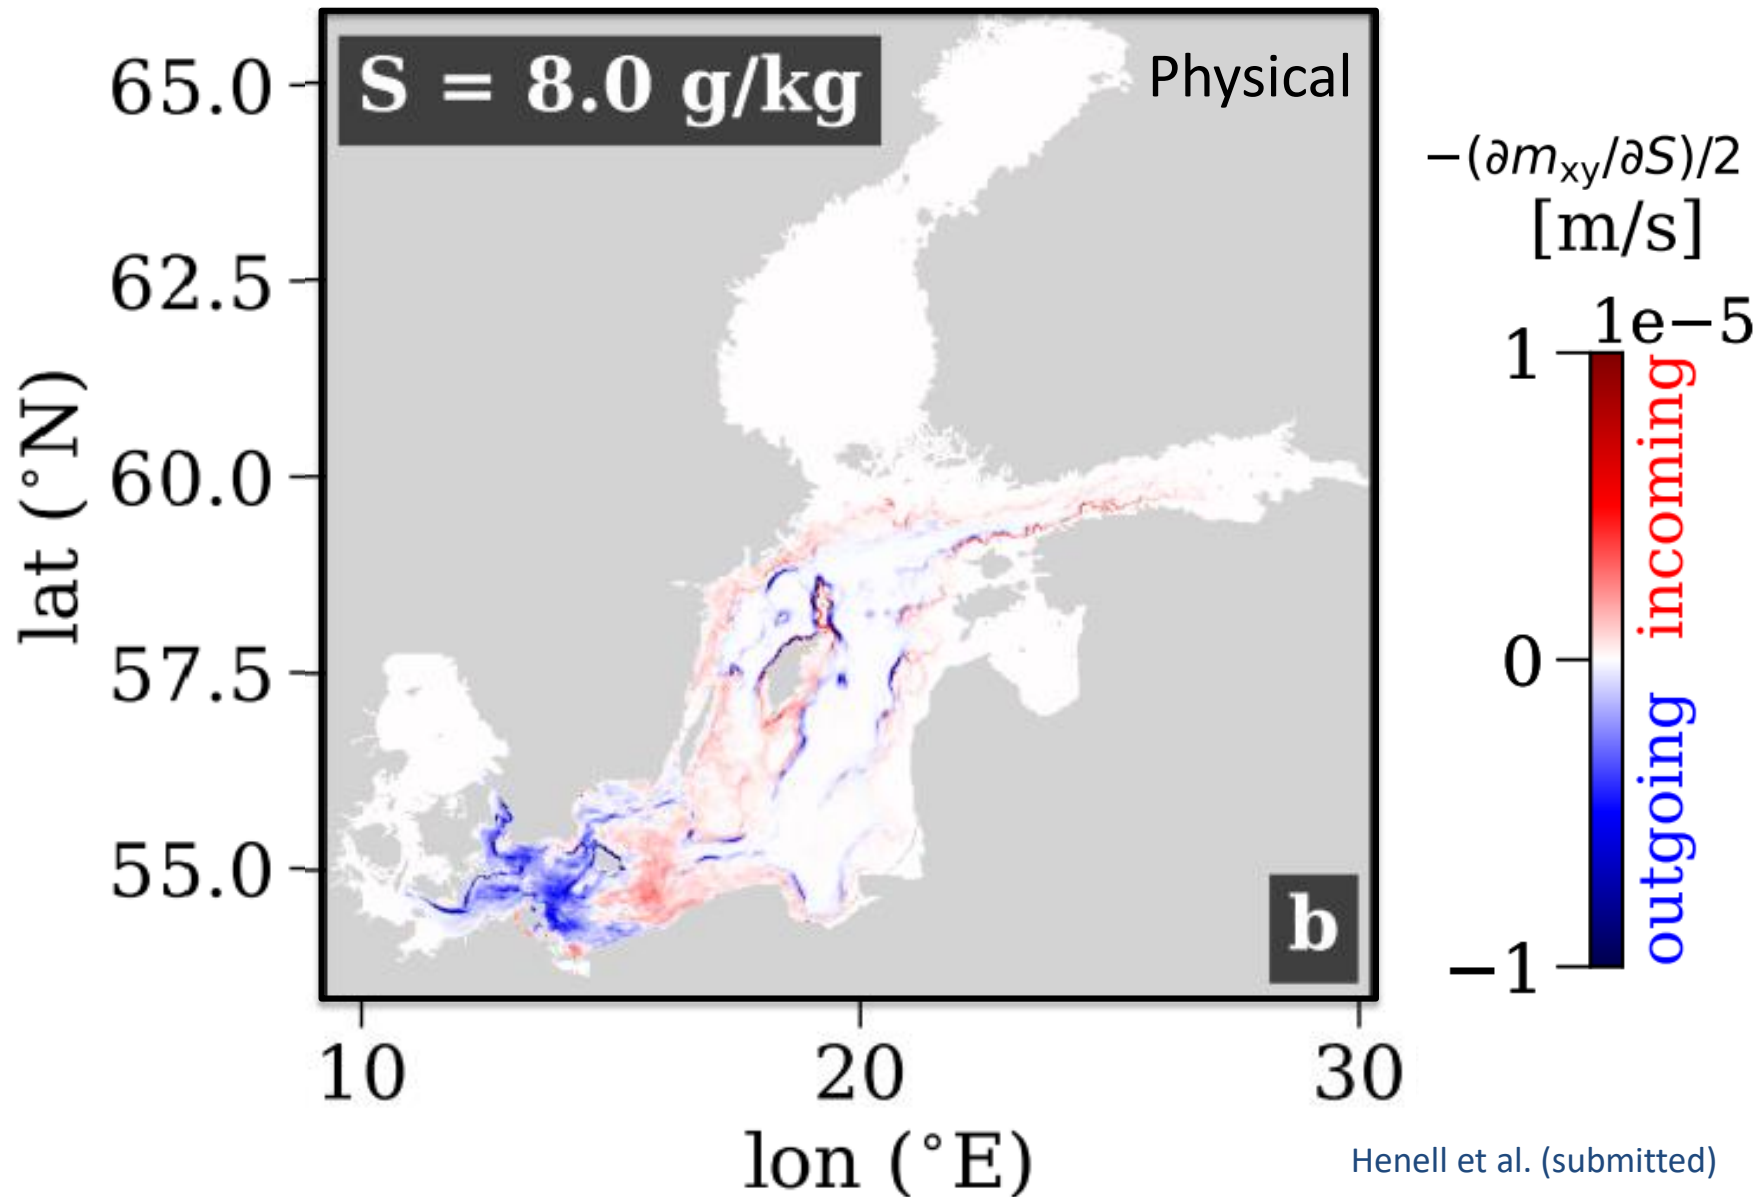 S = 8.0 g/kg
Physical
65.0
62.5
60.0
57.5
55.0
lat (°N)
10
20
30
lon (°E)
b
−(∂mxy/∂S)/2
[m/s]
1e−5
1
0
−1
incoming
outgoing
Henell et al. (submitted)